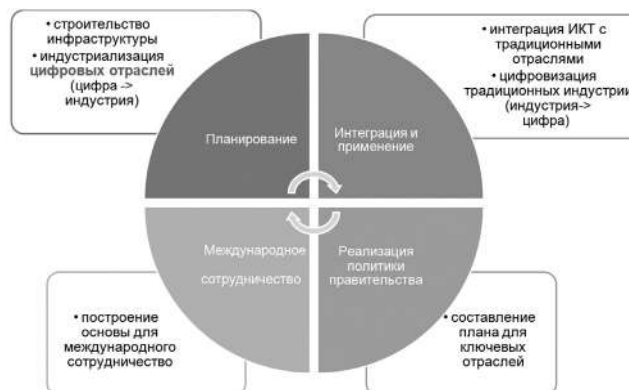 • строительство
инфраструктуры
• индустриализация
цифровых отраслей
(цифра ->
индустрия)
• интеграция ИКТ с
традиционными
отраслями
• цифровизация
традиционных индустрии
(индустрия->
цифра)
Планирование
Интеграция и
применение
Международное
сотрудничество
Реализация
политики
правительства
• построение
основы для
международного
сотрудничество
• составление
плана для
ключевых
отраслей